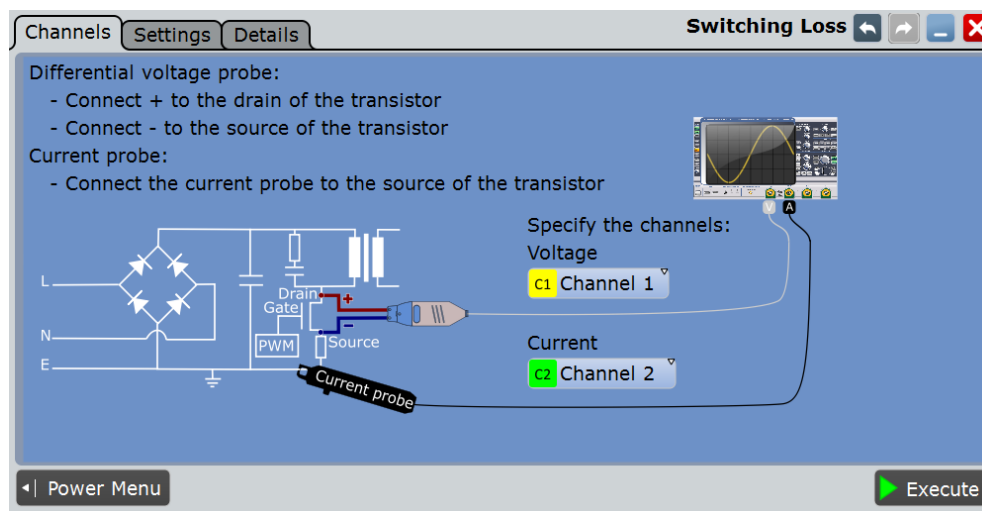 Channels Settings Details Switching Loss
Differential voltage probe:
- Connect + to the drain of the transistor
- Connect - to the source of the transistor
Current probe:
- Connect the current probe to the source of the transistor
V A
Specify the channels:
Voltage
C1 Channel 1
L
Drain +
Gate
N
PWM
- Source
E
Current probe
Current
C2 Channel 2
Power Menu
Execute